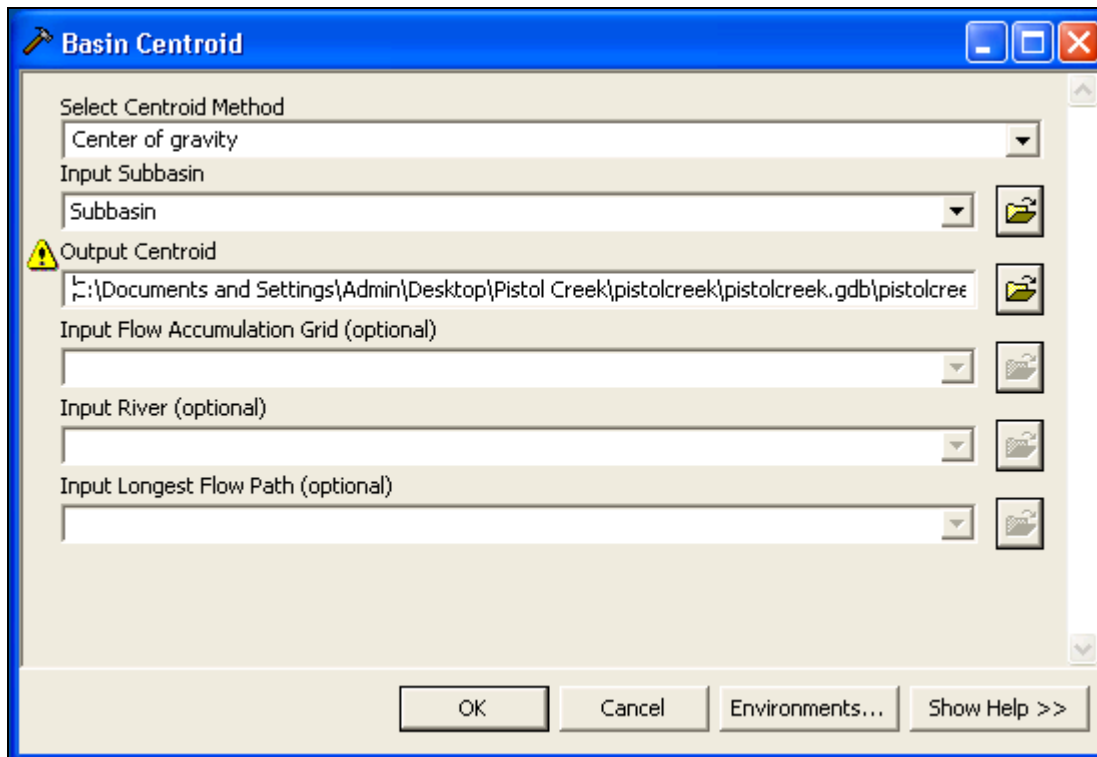 Basin Centroid
Select Centroid Method
Center of gravity
Input Subbasin
Subbasin
Output Centroid
C:\Documents and Settings\Admin\Desktop\Pistol Creek\pistolcreek\pistolcreek.gdb\pistolcree
Input Flow Accumulation Grid (optional)
Input River (optional)
Input Longest Flow Path (optional)
OK Cancel Environments... Show Help >>